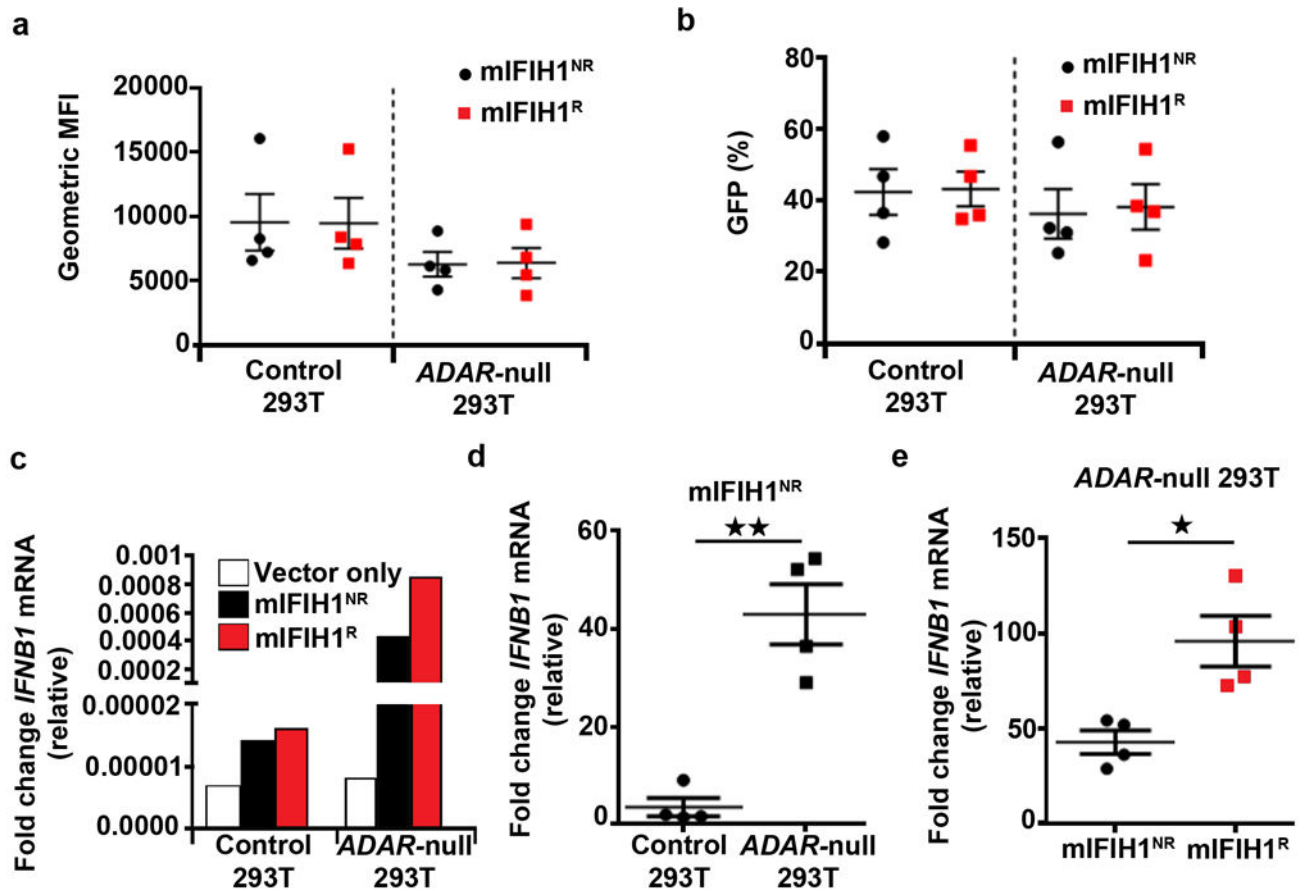 a
mIFIH1NR
mIFIH1R
Geometric MFI
20000
15000
10000
5000
0
Control
293T
ADAR-null
293T
b
mIFIH1NR
mIFIH1R
GFP (%)
80
60
40
20
0
Control
293T
ADAR-null
293T
c
Fold change IFNB1 mRNA
(relative)
0.001
0.0008
0.0006
0.0004
0.0002
0.00002
0.00001
0.0000
Vector only
mIFIH1NR
mIFIH1R
Control
293T
ADAR-null
293T
d
mIFIH1NR
★★
Fold change IFNB1 mRNA
(relative)
60
40
20
0
Control
293T
ADAR-null
293T
e
ADAR-null 293T
★
Fold change IFNB1 mRNA
(relative)
150
100
50
0
mIFIH1NR
mIFIH1R